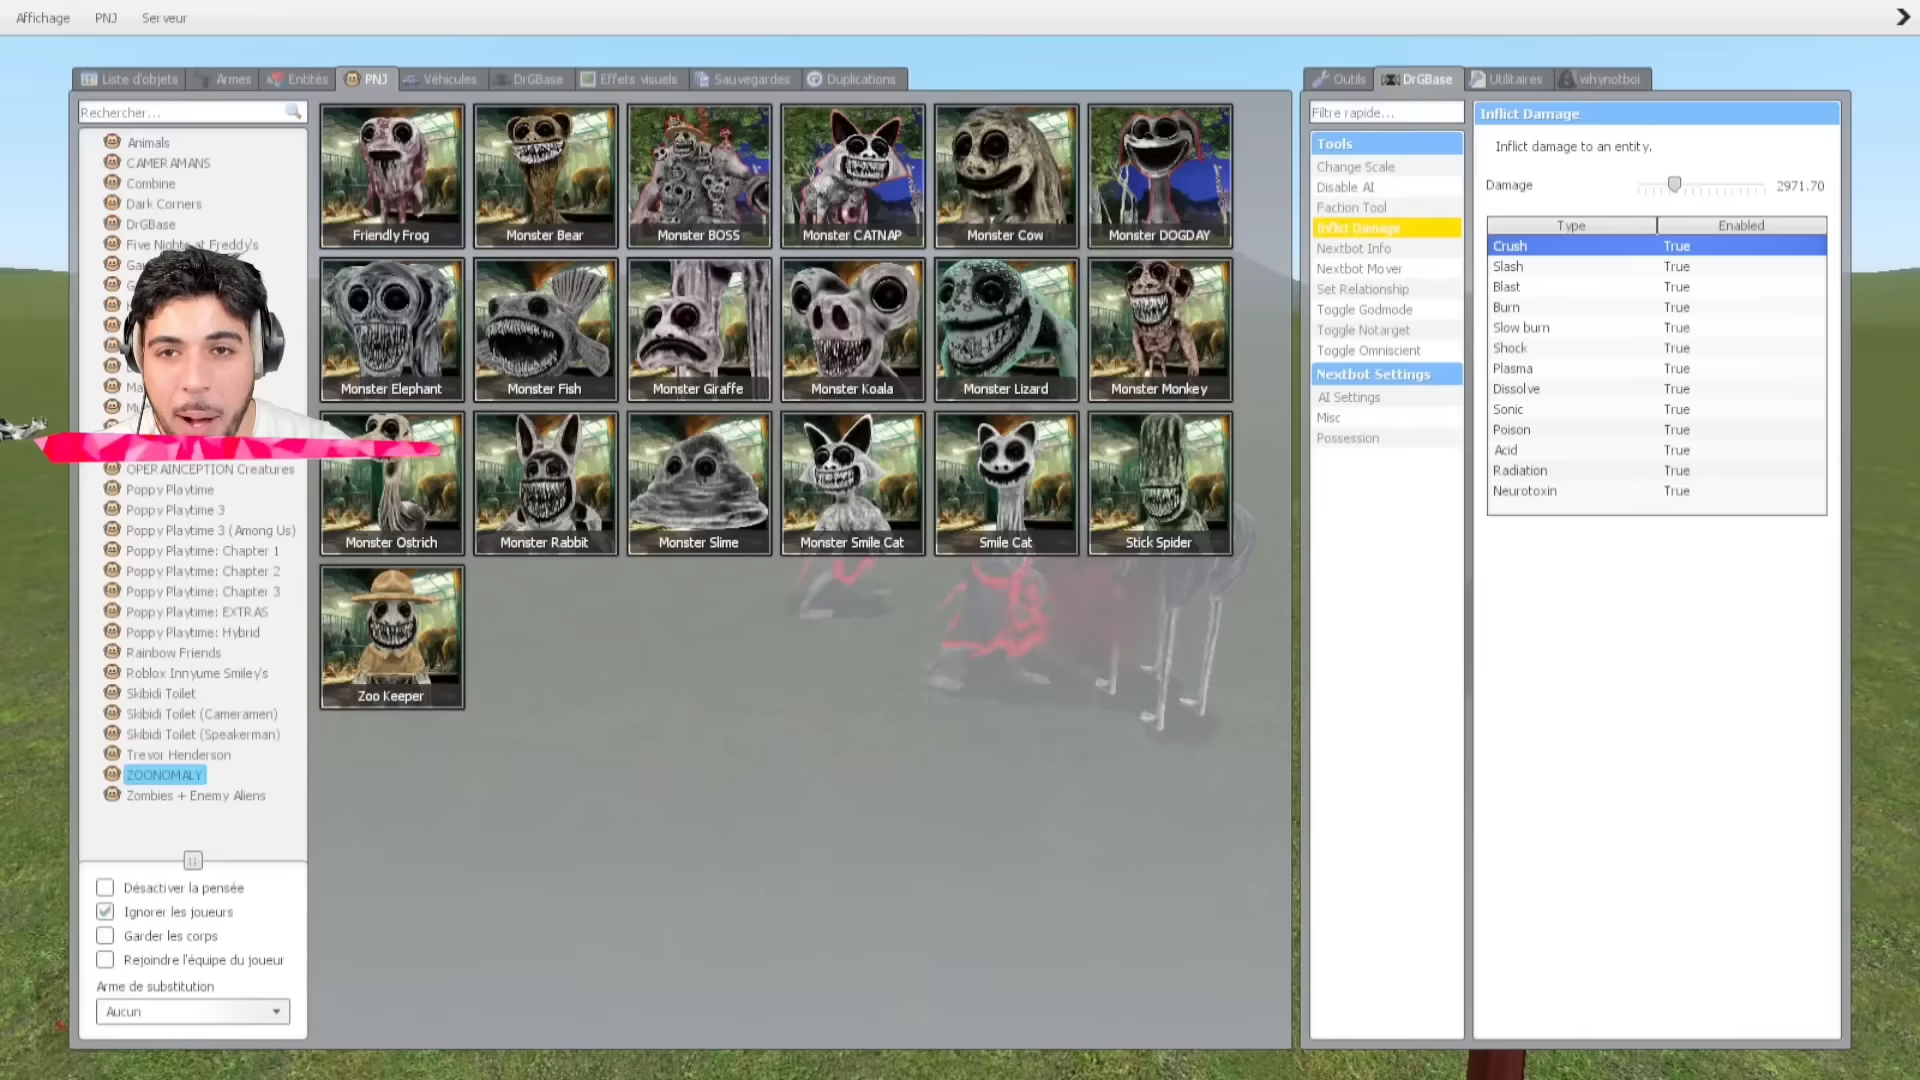 Affichage PNJ Serveur
Liste d'objets Armes Entités PNJ Véhicules DrGBase Effets visuels Sauvegardes Duplications
Outils DrGBase Utilitaires whynotboi
Rechercher...
Animals
CAMERAMANS
Combine
Dark Corners
DrGBase
Five Nights at Freddy's
OPERAINCEPTION Creatures
Poppy Playtime
Poppy Playtime 3
Poppy Playtime 3 (Among Us)
Poppy Playtime: Chapter 1
Poppy Playtime: Chapter 2
Poppy Playtime: Chapter 3
Poppy Playtime: EXTRAS
Poppy Playtime: Hybrid
Rainbow Friends
Roblox Innyume Smiley's
Skibidi Toilet
Skibidi Toilet (Cameramen)
Skibidi Toilet (Speakerman)
Trevor Henderson
ZOONOMALY
Zombies + Enemy Aliens
Désactiver la pensée
Ignorer les joueurs
Garder les corps
Rejoindre l'équipe du joueur
Arme de substitution
Aucun
Friendly Frog Monster Bear Monster BOSS Monster CATNAP Monster Cow Monster DOGDAY
Monster Elephant Monster Fish Monster Giraffe Monster Koala Monster Lizard Monster Monkey
Monster Ostrich Monster Rabbit Monster Slime Monster Smile Cat Smile Cat Stick Spider
Zoo Keeper
Filtre rapide...
Tools
Change Scale
Disable AI
Faction Tool
Inflict Damage
Nextbot Info
Nextbot Mover
Set Relationship
Toggle Godmode
Toggle Notarget
Toggle Omniscient
Nextbot Settings
AI Settings
Misc
Possession
Inflict Damage
Inflict damage to an entity.
Damage 2971.70
Type Enabled
Crush True
Slash True
Blast True
Burn True
Slow burn True
Shock True
Plasma True
Dissolve True
Sonic True
Poison True
Acid True
Radiation True
Neurotoxin True